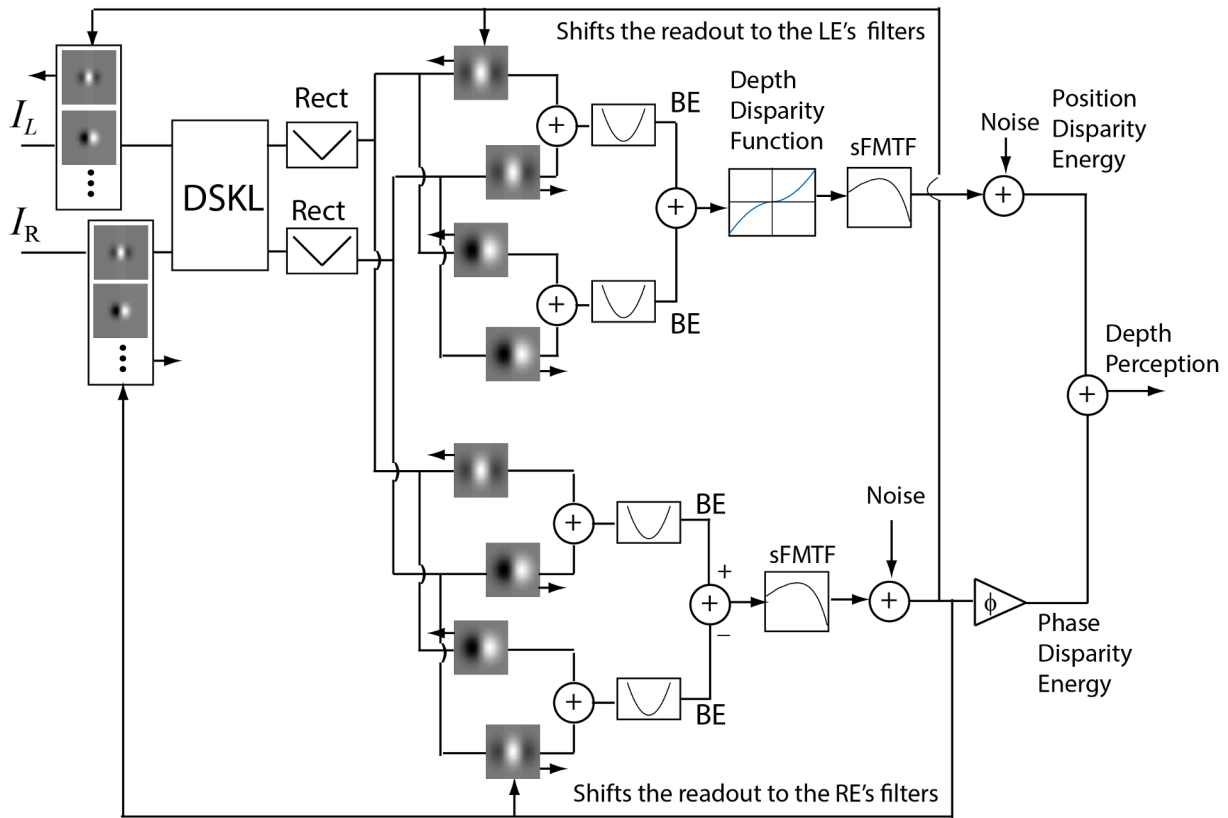 Shifts the readout to the LE's filters
I_L
Rect
DSKL
I_R
Rect
BE
Depth
Disparity
Function
sFMTF
Noise
Position
Disparity
Energy
+
+
+
+
+
BE
Depth
Perception
+
BE
Noise
sFMTF
+
+
+
+
−
ϕ
Phase
Disparity
Energy
+
BE
Shifts the readout to the RE's filters